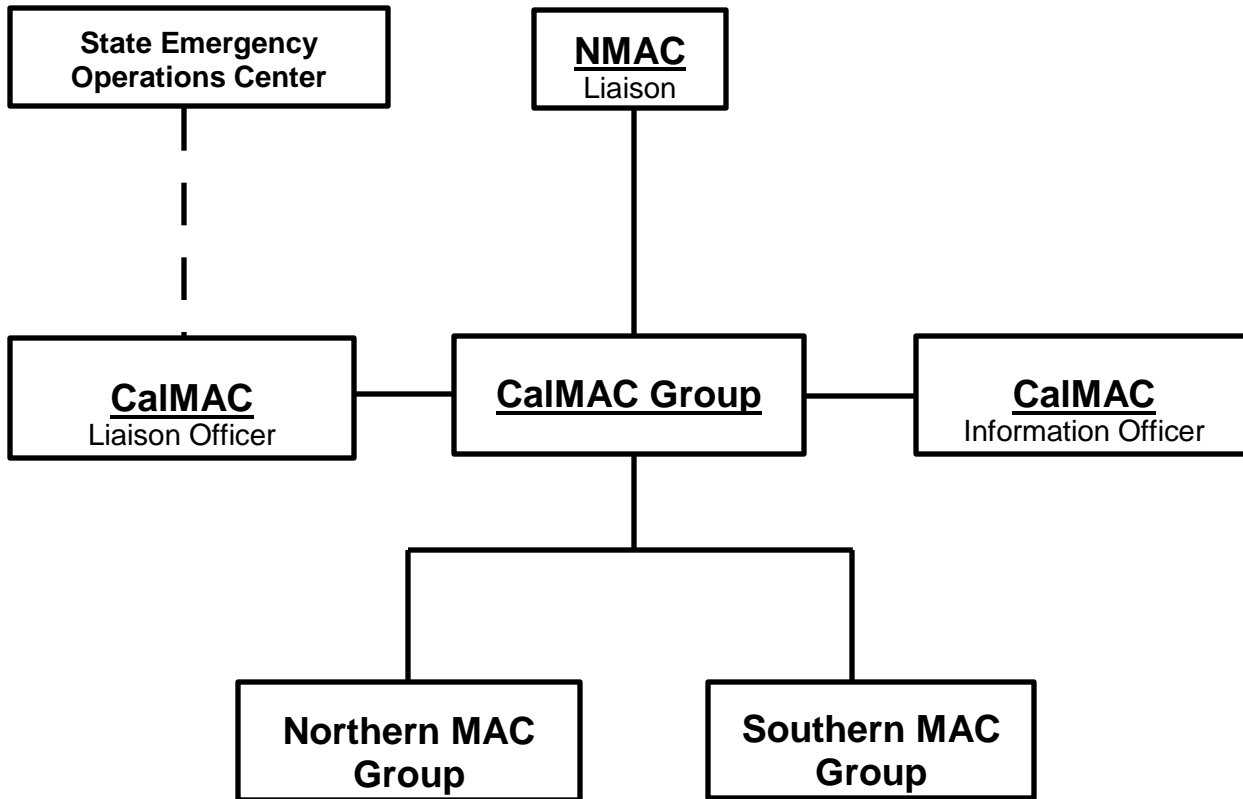 State Emergency
Operations Center
NMAC
Liaison
CalMAC
Liaison Officer
CalMAC Group
CalMAC
Information Officer
Northern MAC
Group
Southern MAC
Group